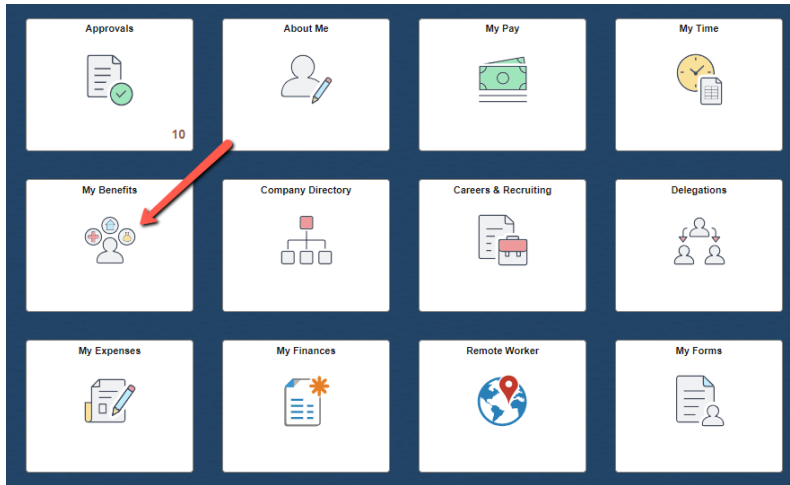 Approvals
About Me
My Pay
My Time
10
My Benefits
Company Directory
Careers & Recruiting
Delegations
My Expenses
My Finances
Remote Worker
My Forms